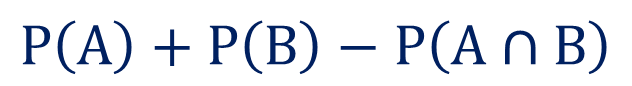 P(A) + P(B) − P(A ∩ B)